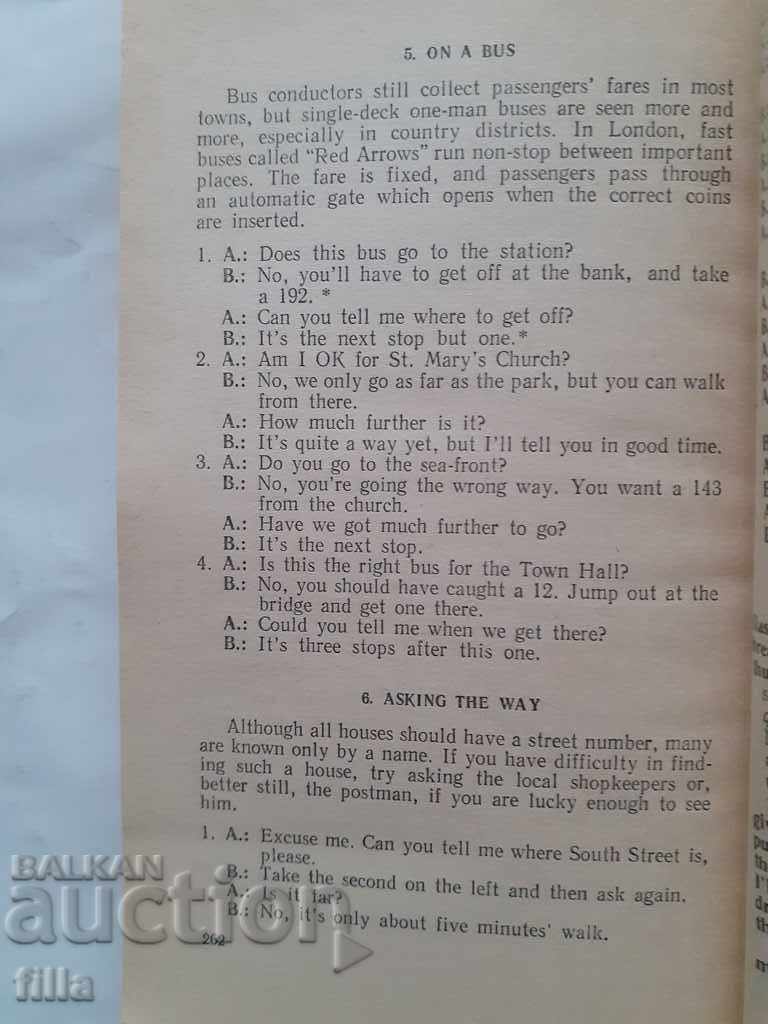 5. ON A BUS
Bus conductors still collect passengers' fares in most
towns, but single-deck one-man buses are seen more and
more, especially in country districts. In London, fast
buses called "Red Arrows" run non-stop between important
places. The fare is fixed, and passengers pass through
an automatic gate which opens when the correct coins
are inserted.
1. A.: Does this bus go to the station?
B.: No, you'll have to get off at the bank, and take
a 192. *
A.: Can you tell me where to get off?
B.: It's the next stop but one.*
2. A.: Am I OK for St. Mary's Church?
B.: No, we only go as far as the park, but you can walk
from there.
A.: How much further is it?
B.: It's quite a way yet, but I'll tell you in good time.
3. A.: Do you go to the sea-front?
B.: No, you're going the wrong way. You want a 143
from the church.
A.: Have we got much further to go?
B.: It's the next stop.
4. A.: Is this the right bus for the Town Hall?
B.: No, you should have caught a 12. Jump out at the
bridge and get one there.
A.: Could you tell me when we get there?
B.: It's three stops after this one.
6. ASKING THE WAY
Although all houses should have a street number, many
are known only by a name. If you have difficulty in find-
ing such a house, try asking the local shopkeepers or,
better still, the postman, if you are lucky enough to see
him.
1. A.: Excuse me. Can you tell me where South Street is,
please.
B.: Take the second on the left and then ask again.
A.: Is it far?
B.: No, it's only about five minutes' walk.
262
BALKAN
auction
filla